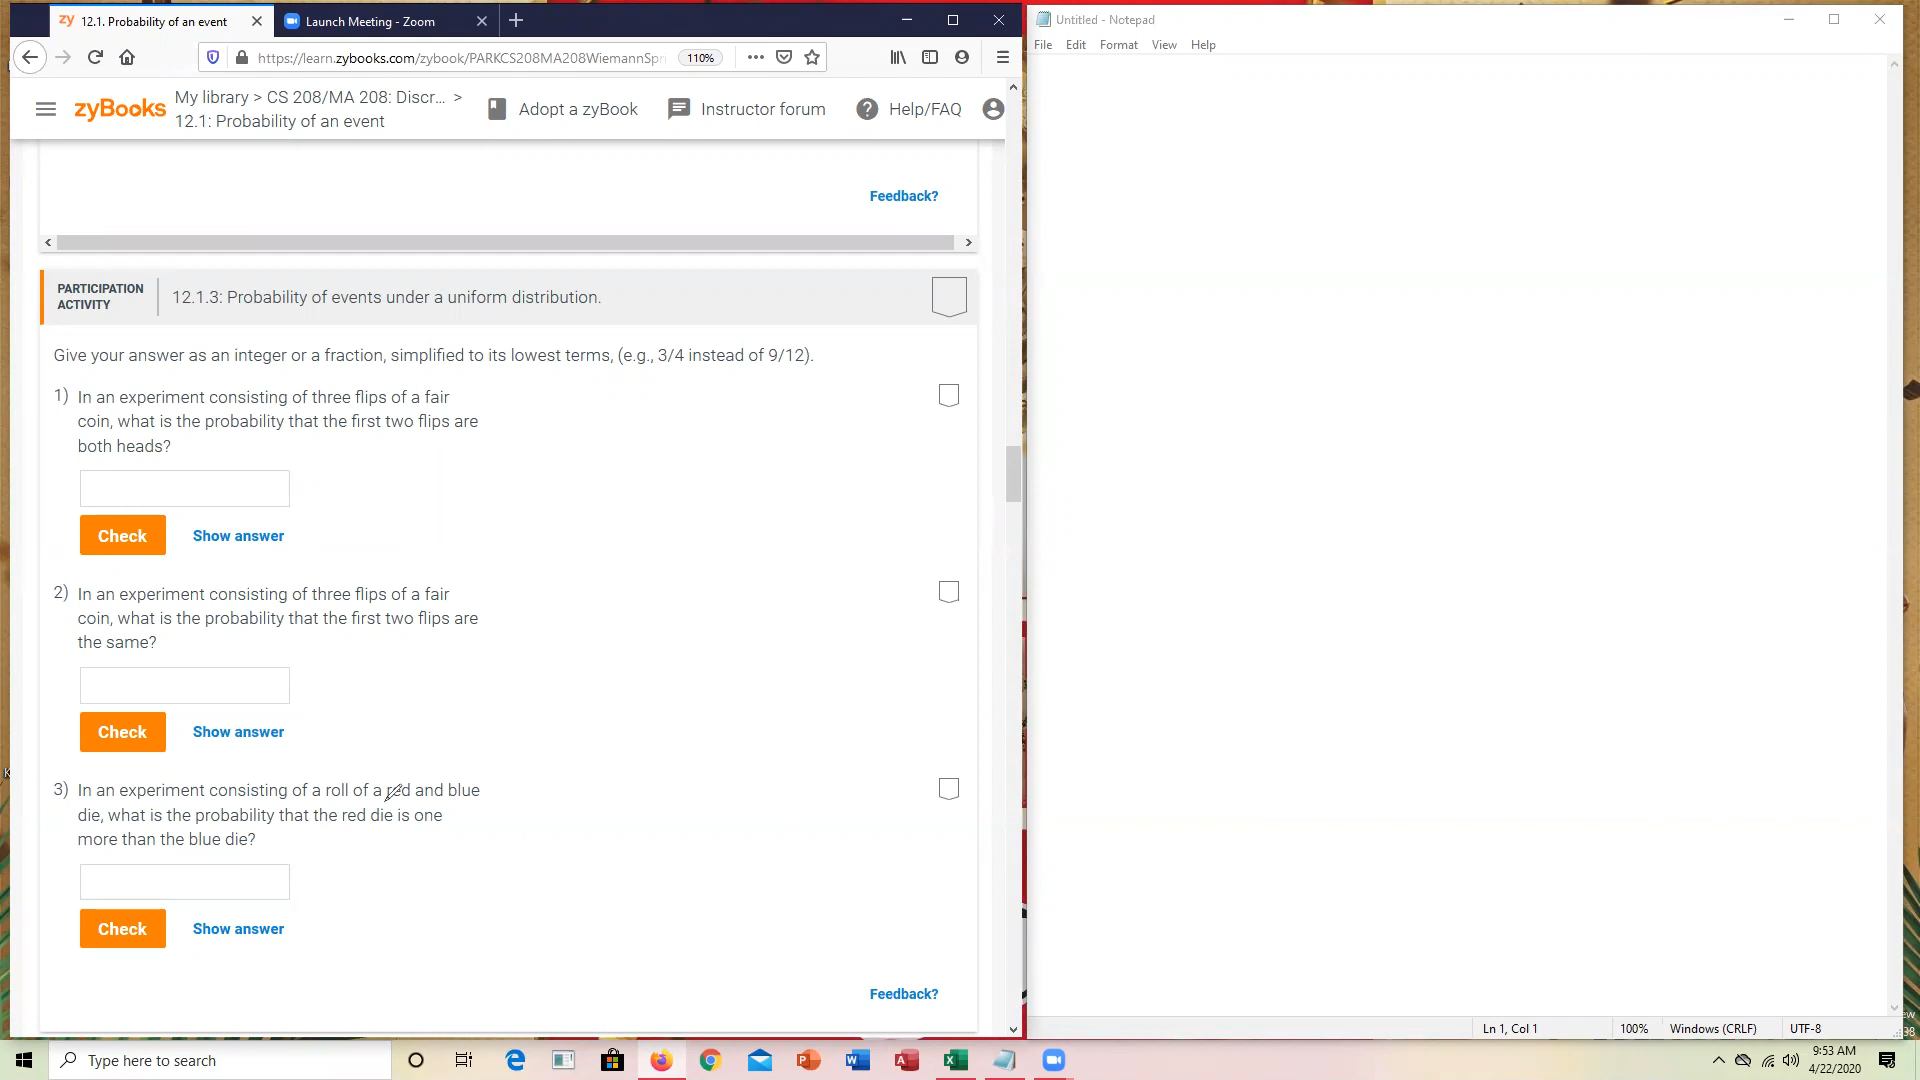 12.1. Probability of an event
Launch Meeting - Zoom
https://learn.zybooks.com/zybook/PARKCS208MA208WiemannSpr
110%
zyBooks
My library > CS 208/MA 208: Discr... >
12.1: Probability of an event
Adopt a zyBook
Instructor forum
Help/FAQ
Feedback?
PARTICIPATION
ACTIVITY
12.1.3: Probability of events under a uniform distribution.
Give your answer as an integer or a fraction, simplified to its lowest terms, (e.g., 3/4 instead of 9/12).
1) In an experiment consisting of three flips of a fair
coin, what is the probability that the first two flips are
both heads?
Check
Show answer
2) In an experiment consisting of three flips of a fair
coin, what is the probability that the first two flips are
the same?
Check
Show answer
3) In an experiment consisting of a roll of a red and blue
die, what is the probability that the red die is one
more than the blue die?
Check
Show answer
Feedback?
Untitled - Notepad
File Edit Format View Help
Ln 1, Col 1
100%
Windows (CRLF)
UTF-8
Type here to search
9:53 AM
4/22/2020